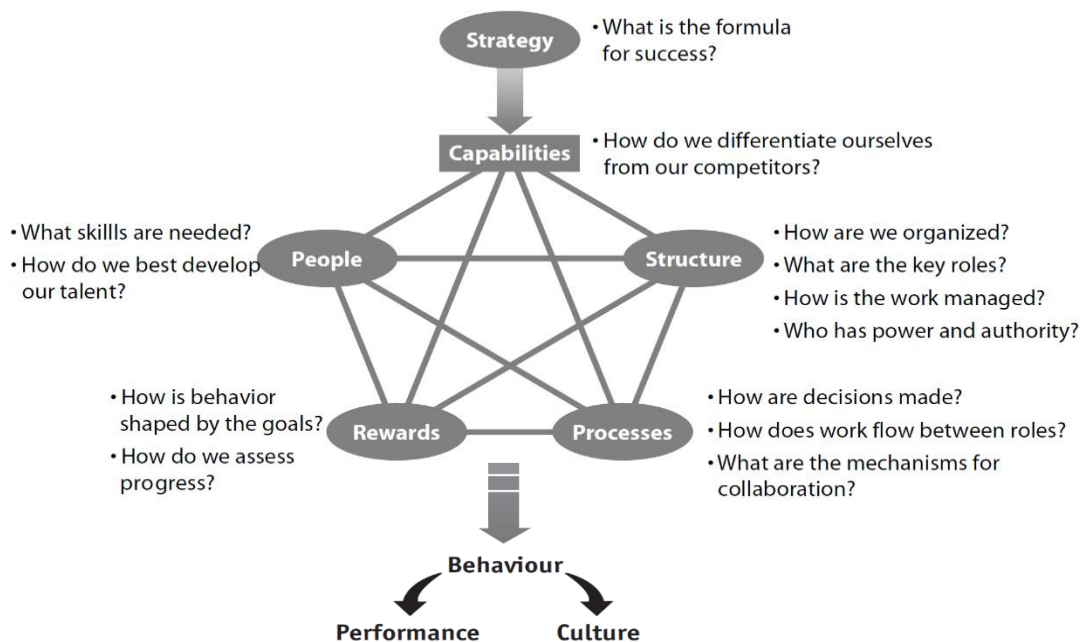 Strategy
• What is the formula
for success?
Capabilities
• How do we differentiate ourselves
from our competitors?
• What skillls are needed?
• How do we best develop
our talent?
People
Structure
• How are we organized?
• What are the key roles?
• How is the work managed?
• Who has power and authority?
• How is behavior
shaped by the goals?
• How do we assess
progress?
Rewards
Processes
• How are decisions made?
• How does work flow between roles?
• What are the mechanisms for
collaboration?
Behaviour
Performance
Culture